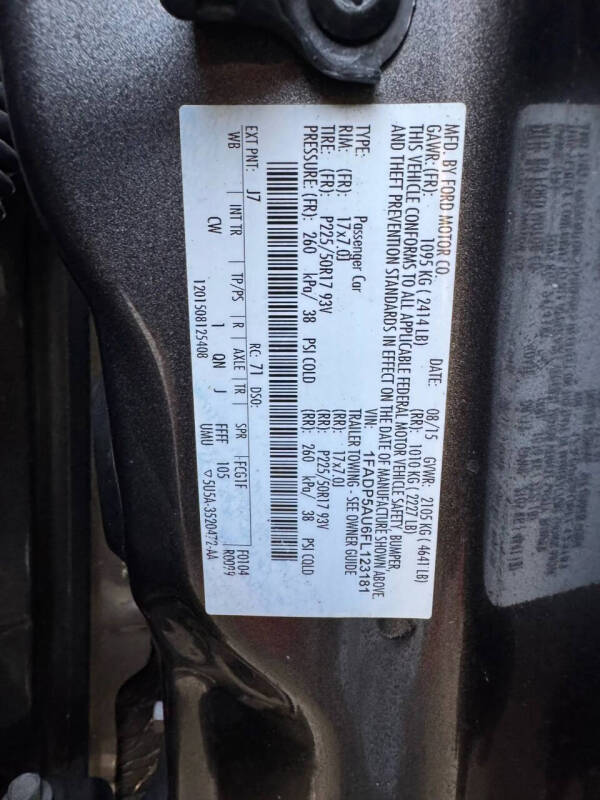 MFD. BY FORD MOTOR CO.
DATE: 08/15 GVWR: 2105 KG ( 4641 LB)
GAWR: (FR): 1095 KG ( 2414 LB) (RR): 1010 KG ( 2227 LB)
THIS VEHICLE CONFORMS TO ALL APPLICABLE FEDERAL MOTOR VEHICLE SAFETY, BUMPER,
AND THEFT PREVENTION STANDARDS IN EFFECT ON THE DATE OF MANUFACTURE SHOWN ABOVE.
VIN: 1FADP5AU6FL123181
TYPE: Passenger Car TRAILER TOWING - SEE OWNER GUIDE
RIM: (FR): 17x7.0J (RR): 17x7.0J
TIRE: (FR): P225/50R17 93V (RR): P225/50R17 93V
PRESSURE: (FR): 260 kPa/ 38 PSI COLD (RR): 260 kPa/ 38 PSI COLD
EXT PNT: J7 RC: 71 DSO: F0104
WB INT TR TP/PS R AXLE TR SPR FCG1F R0079
CW 1 QN J FFFF 105
1201508125408 UMU ▽5U5A-3520472-AA